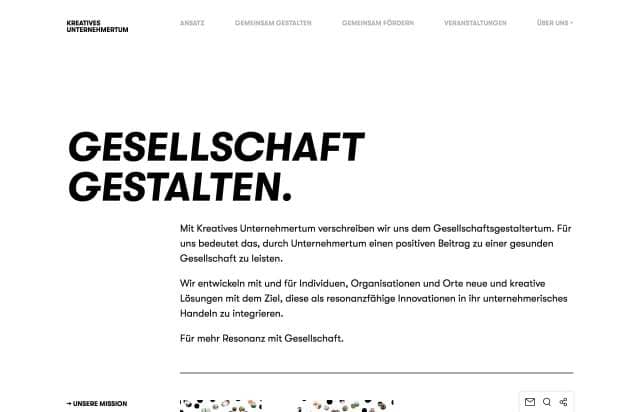 KREATIVES
UNTERNEHMERTUM
ANSATZ
GEMEINSAM GESTALTEN
GEMEINSAM FÖRDERN
VERANSTALTUNGEN
ÜBER UNS
GESELLSCHAFT
GESTALTEN.
Mit Kreatives Unternehmertum verschreiben wir uns dem Gesellschaftsgestaltertum. Für
uns bedeutet das, durch Unternehmertum einen positiven Beitrag zu einer gesunden
Gesellschaft zu leisten.
Wir entwickeln mit und für Individuen, Organisationen und Orte neue und kreative
Lösungen mit dem Ziel, diese als resonanzfähige Innovationen in ihr unternehmerisches
Handeln zu integrieren.
Für mehr Resonanz mit Gesellschaft.
→ UNSERE MISSION